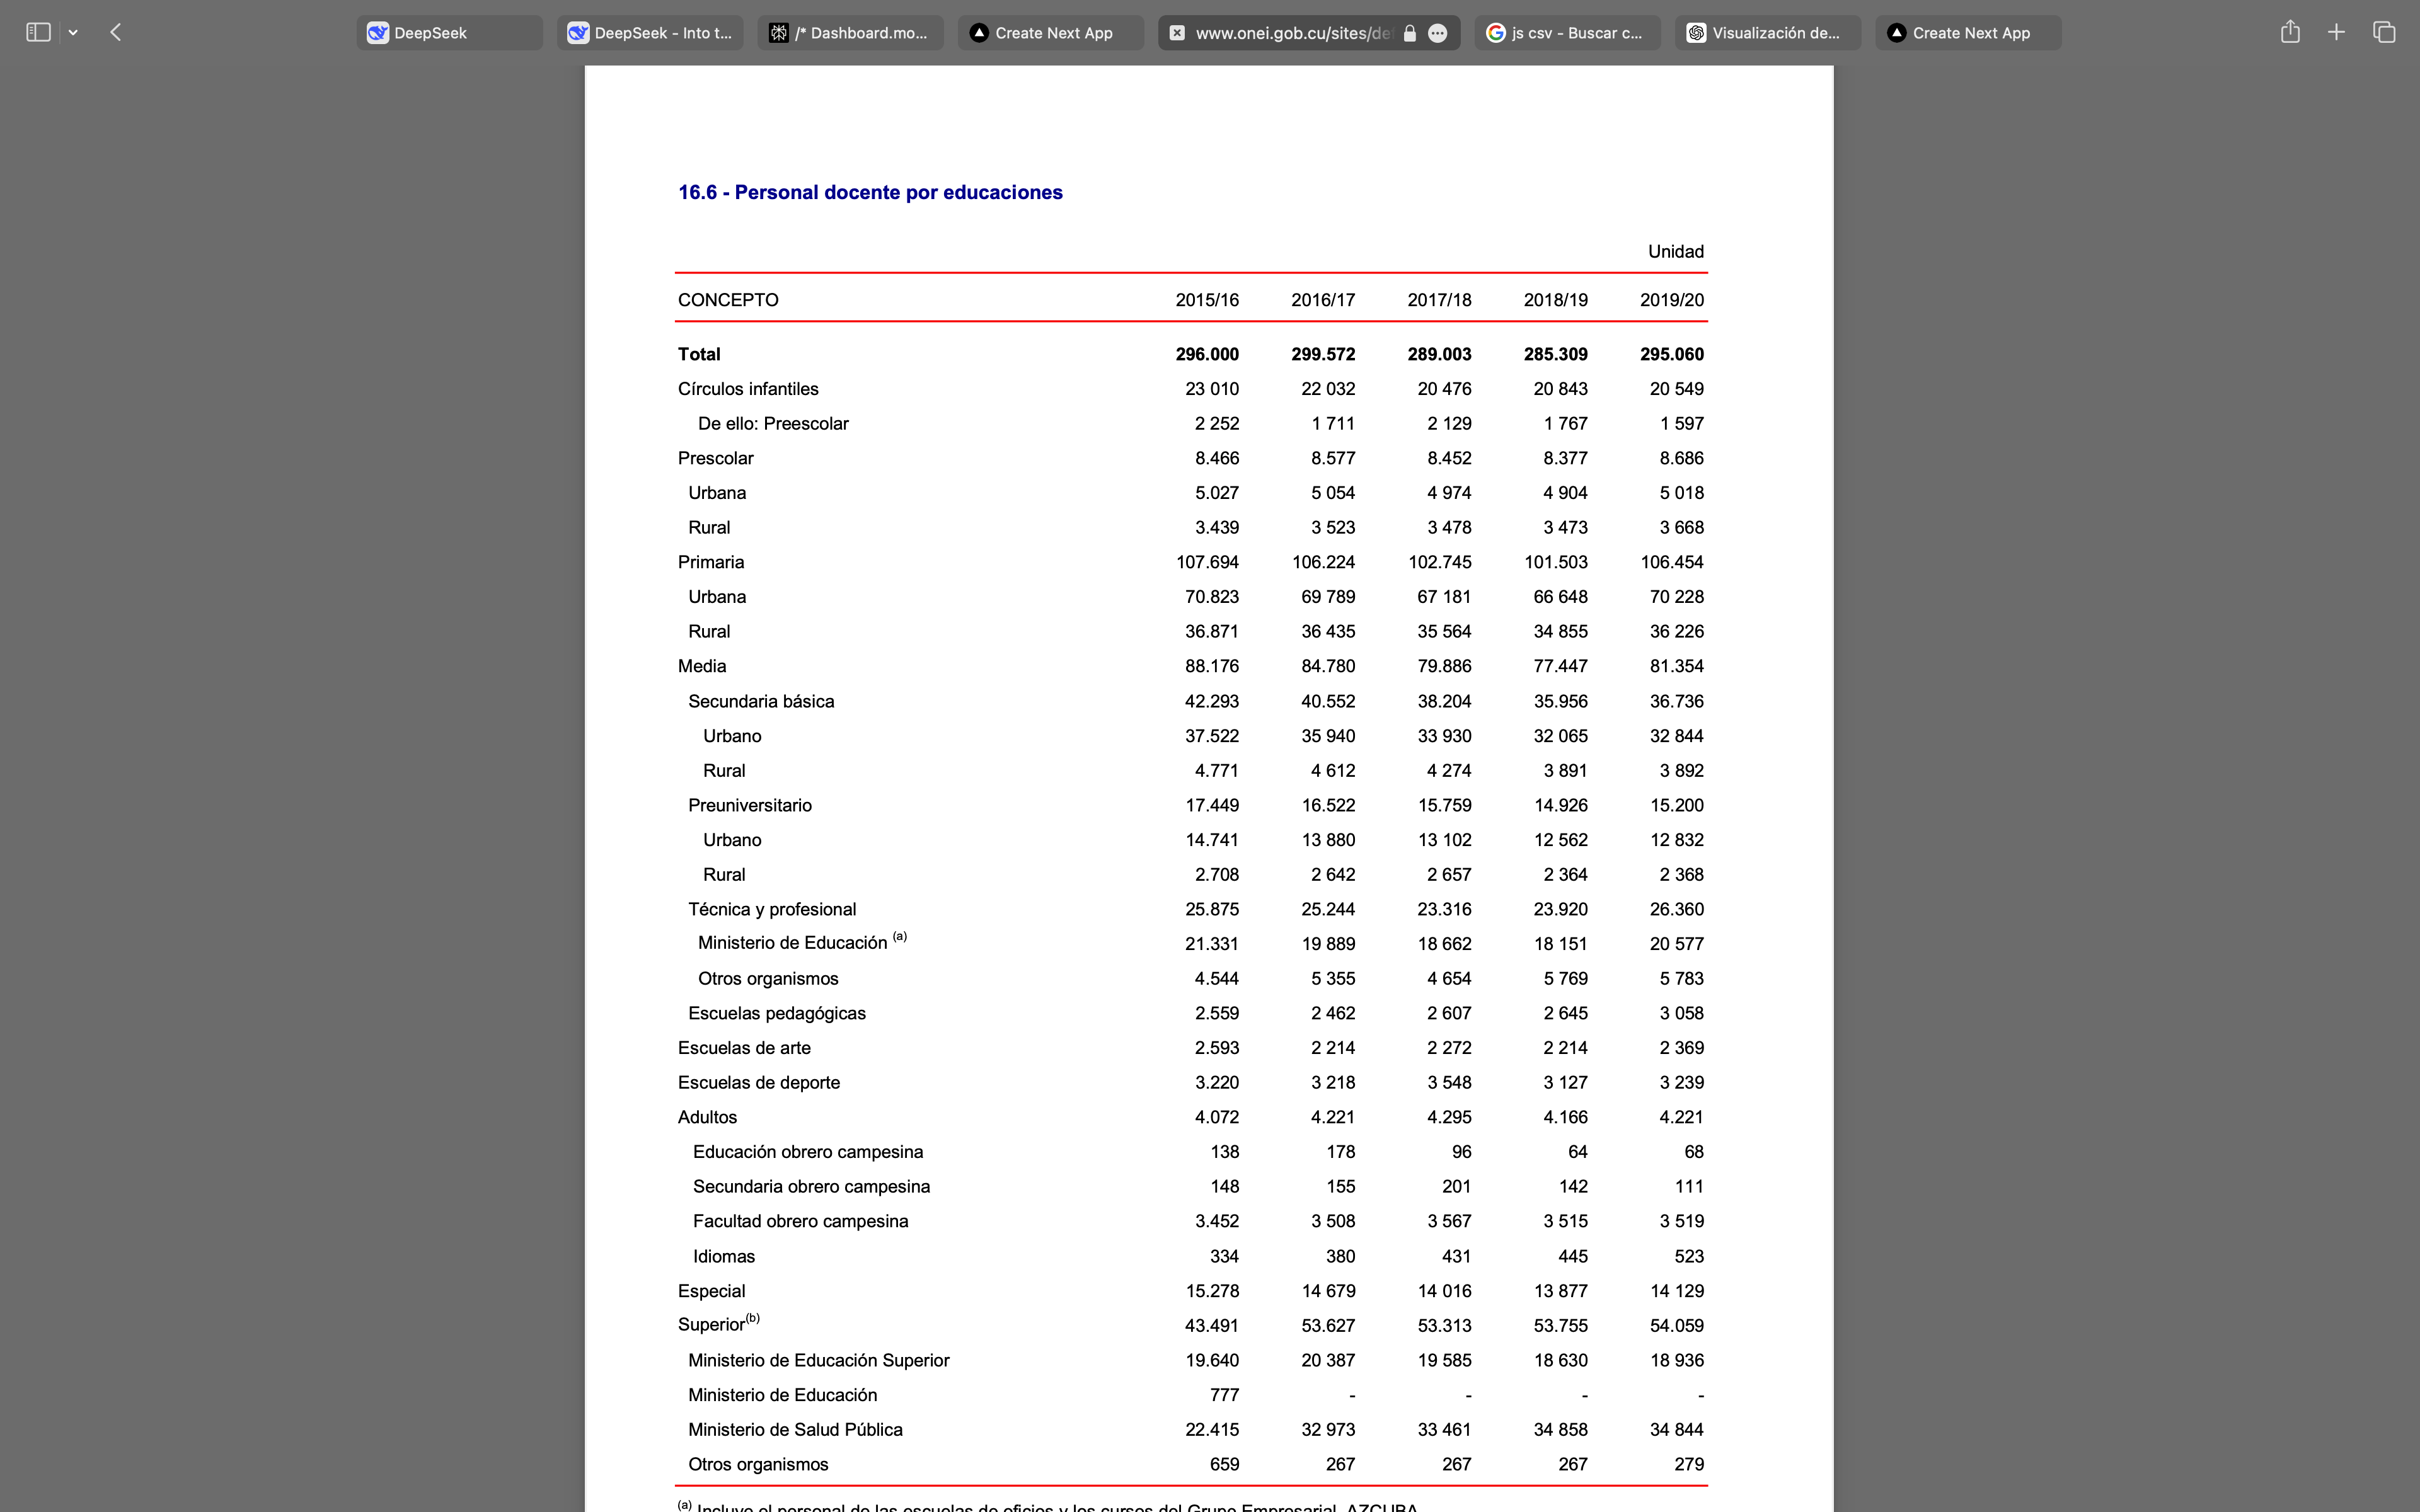 DeepSeek
DeepSeek - Into t...
/* Dashboard.mo...
Create Next App
www.onei.gob.cu/sites/def
js csv - Buscar c...
Visualización de...
Create Next App
16.6 - Personal docente por educaciones
Unidad
CONCEPTO 2015/16 2016/17 2017/18 2018/19 2019/20
Total 296.000 299.572 289.003 285.309 295.060
Círculos infantiles 23 010 22 032 20 476 20 843 20 549
De ello: Preescolar 2 252 1 711 2 129 1 767 1 597
Prescolar 8.466 8.577 8.452 8.377 8.686
Urbana 5.027 5 054 4 974 4 904 5 018
Rural 3.439 3 523 3 478 3 473 3 668
Primaria 107.694 106.224 102.745 101.503 106.454
Urbana 70.823 69 789 67 181 66 648 70 228
Rural 36.871 36 435 35 564 34 855 36 226
Media 88.176 84.780 79.886 77.447 81.354
Secundaria básica 42.293 40.552 38.204 35.956 36.736
Urbano 37.522 35 940 33 930 32 065 32 844
Rural 4.771 4 612 4 274 3 891 3 892
Preuniversitario 17.449 16.522 15.759 14.926 15.200
Urbano 14.741 13 880 13 102 12 562 12 832
Rural 2.708 2 642 2 657 2 364 2 368
Técnica y profesional 25.875 25.244 23.316 23.920 26.360
Ministerio de Educación (a) 21.331 19 889 18 662 18 151 20 577
Otros organismos 4.544 5 355 4 654 5 769 5 783
Escuelas pedagógicas 2.559 2 462 2 607 2 645 3 058
Escuelas de arte 2.593 2 214 2 272 2 214 2 369
Escuelas de deporte 3.220 3 218 3 548 3 127 3 239
Adultos 4.072 4.221 4.295 4.166 4.221
Educación obrero campesina 138 178 96 64 68
Secundaria obrero campesina 148 155 201 142 111
Facultad obrero campesina 3.452 3 508 3 567 3 515 3 519
Idiomas 334 380 431 445 523
Especial 15.278 14 679 14 016 13 877 14 129
Superior(b) 43.491 53.627 53.313 53.755 54.059
Ministerio de Educación Superior 19.640 20 387 19 585 18 630 18 936
Ministerio de Educación 777 - - - -
Ministerio de Salud Pública 22.415 32 973 33 461 34 858 34 844
Otros organismos 659 267 267 267 279
(a) Incluye el personal de las escuelas de oficios y los cursos del Grupo Empresarial AZCUBA